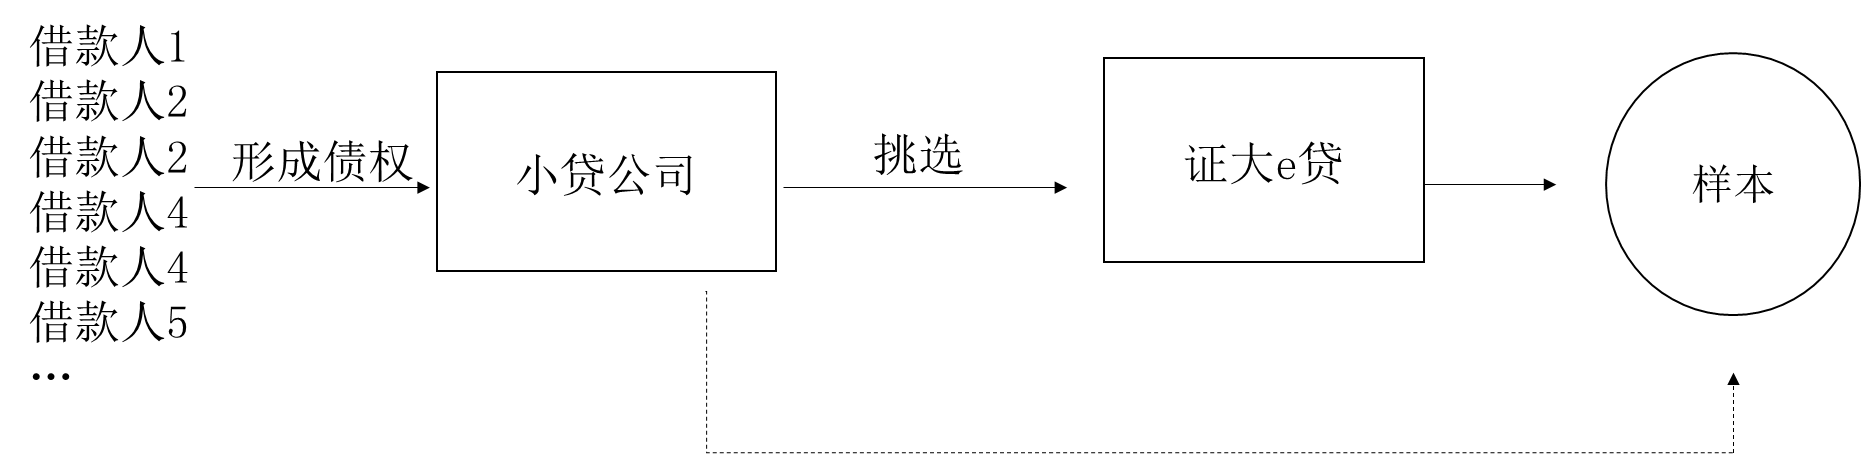 借款人1
借款人2
借款人2
借款人4
借款人4
借款人5
...
形成债权
小贷公司
挑选
证大e贷
样本